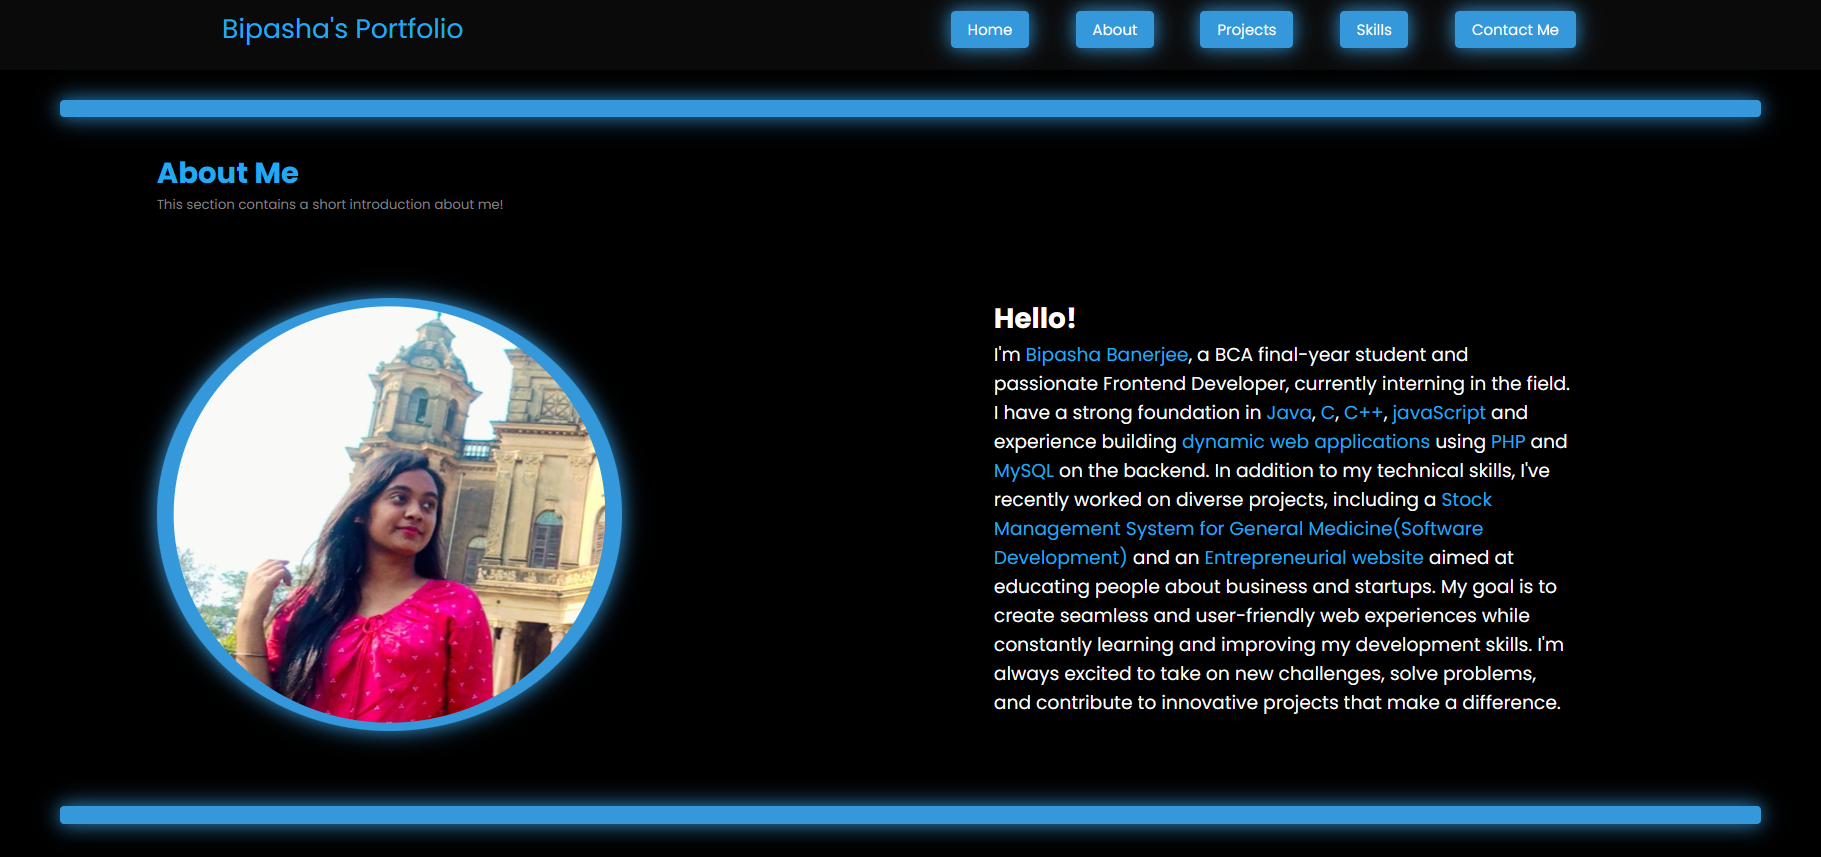 Bipasha's Portfolio
Home
About
Projects
Skills
Contact Me
About Me
This section contains a short introduction about me!
Hello!
I'm Bipasha Banerjee, a BCA final-year student and
passionate Frontend Developer, currently interning in the field.
I have a strong foundation in Java, C, C++, javaScript and
experience building dynamic web applications using PHP and
MySQL on the backend. In addition to my technical skills, I've
recently worked on diverse projects, including a Stock
Management System for General Medicine(Software
Development) and an Entrepreneurial website aimed at
educating people about business and startups. My goal is to
create seamless and user-friendly web experiences while
constantly learning and improving my development skills. I'm
always excited to take on new challenges, solve problems,
and contribute to innovative projects that make a difference.